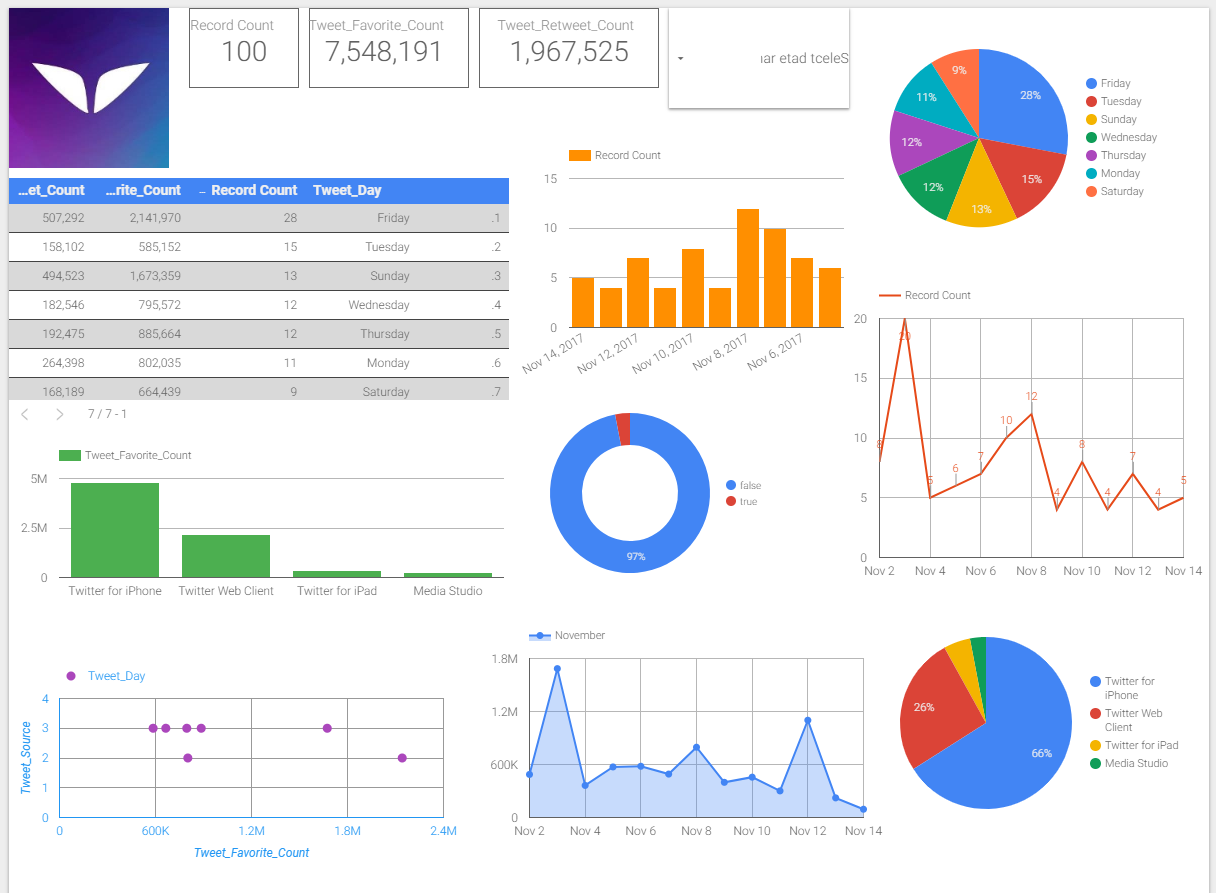 Record Count
100
Tweet_Favorite_Count
7,548,191
Tweet_Retweet_Count
1,967,525
ar etad tceleS
28%
15%
13%
12%
12%
11%
9%
Friday
Tuesday
Sunday
Wednesday
Thursday
Monday
Saturday
...et_Count ...rite_Count Record Count Tweet_Day
507,292 2,141,970 28 Friday .1
158,102 585,152 15 Tuesday .2
494,523 1,673,359 13 Sunday .3
182,546 795,572 12 Wednesday .4
192,475 885,664 12 Thursday .5
264,398 802,035 11 Monday .6
168,189 664,439 9 Saturday .7
7 / 7 - 1
Record Count
15
10
5
0
Nov 14, 2017 Nov 12, 2017 Nov 10, 2017 Nov 8, 2017 Nov 6, 2017
Record Count
20
15
10
5
0
8 20 5 6 7 10 12 4 8 4 7 4 5
Nov 2 Nov 4 Nov 6 Nov 8 Nov 10 Nov 12 Nov 14
Tweet_Favorite_Count
5M
2.5M
0
Twitter for iPhone Twitter Web Client Twitter for iPad Media Studio
97%
false
true
Tweet_Day
Tweet_Source
4
3
2
1
0
0 600K 1.2M 1.8M 2.4M
Tweet_Favorite_Count
November
1.8M
1.2M
600K
0
Nov 2 Nov 4 Nov 6 Nov 8 Nov 10 Nov 12 Nov 14
26%
66%
Twitter for
iPhone
Twitter Web
Client
Twitter for iPad
Media Studio